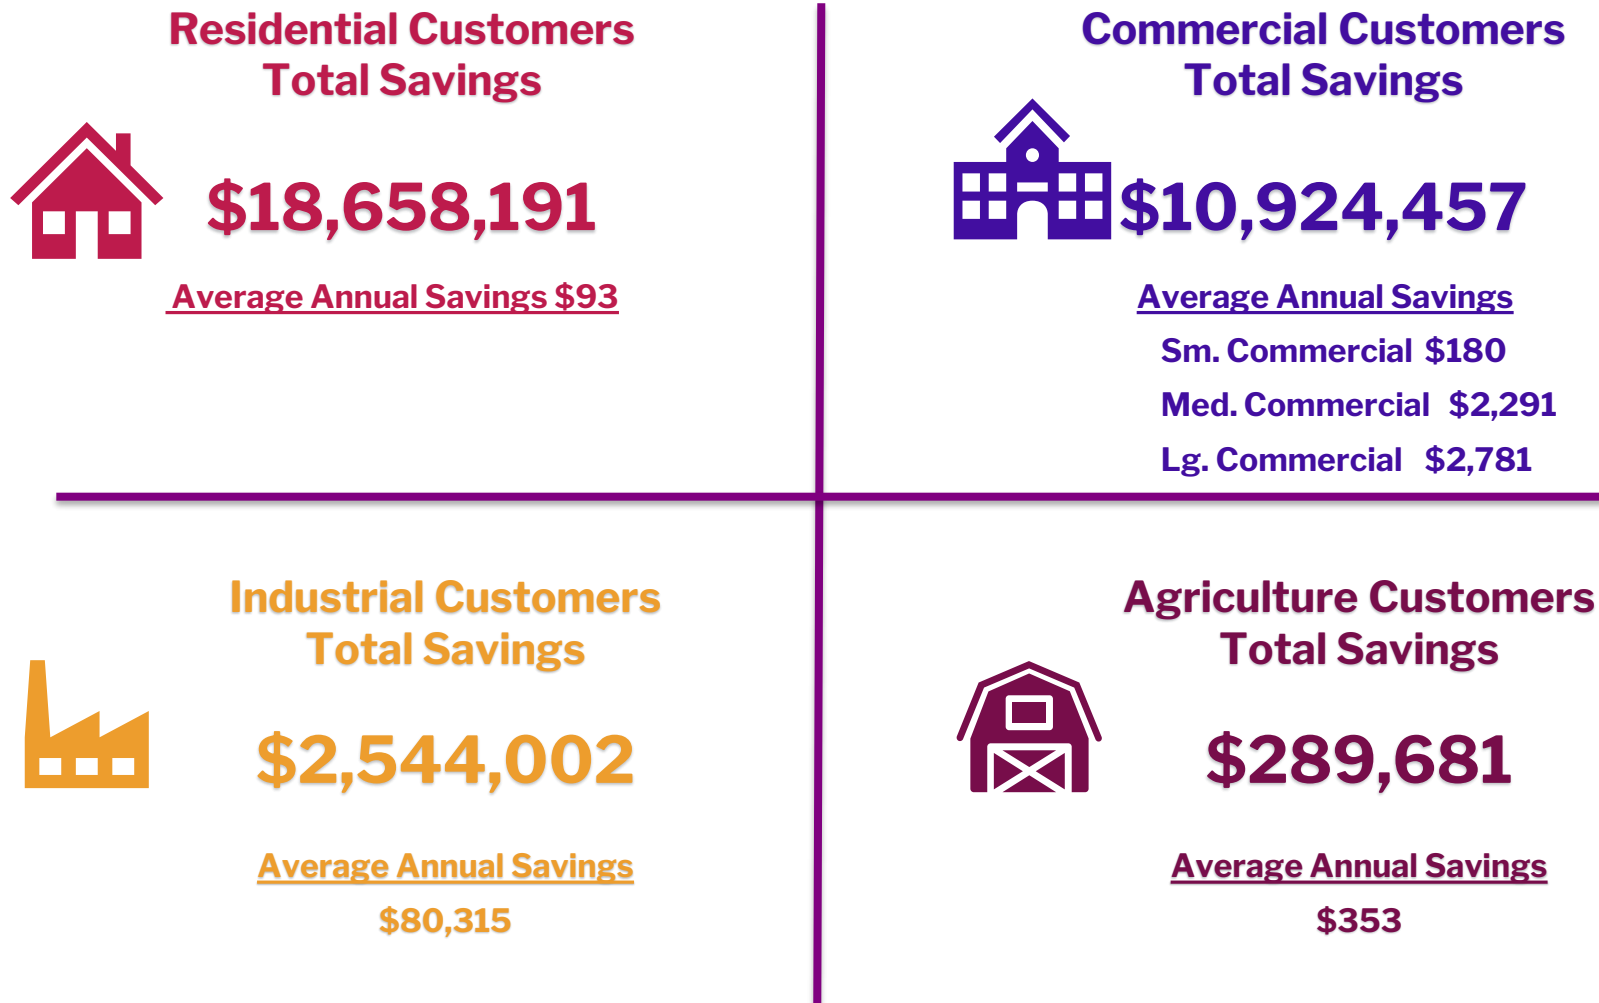 Residential Customers
Total Savings
$18,658,191
Average Annual Savings $93
Commercial Customers
Total Savings
$10,924,457
Average Annual Savings
Sm. Commercial $180
Med. Commercial $2,291
Lg. Commercial $2,781
Industrial Customers
Total Savings
$2,544,002
Average Annual Savings
$80,315
Agriculture Customers
Total Savings
$289,681
Average Annual Savings
$353